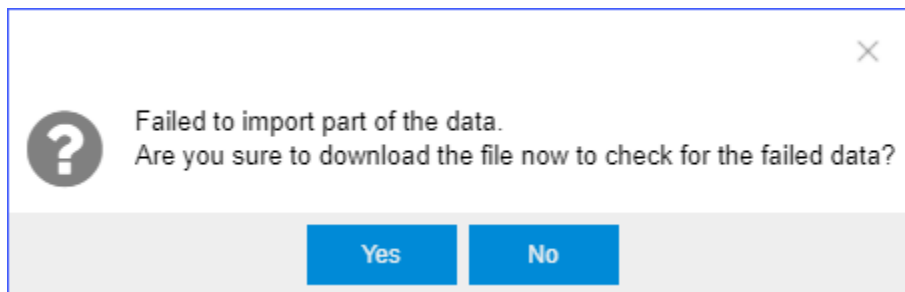 Failed to import part of the data.
Are you sure to download the file now to check for the failed data?
Yes
No